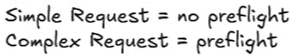 Simple Request = no preflight
Complex Request = preflight